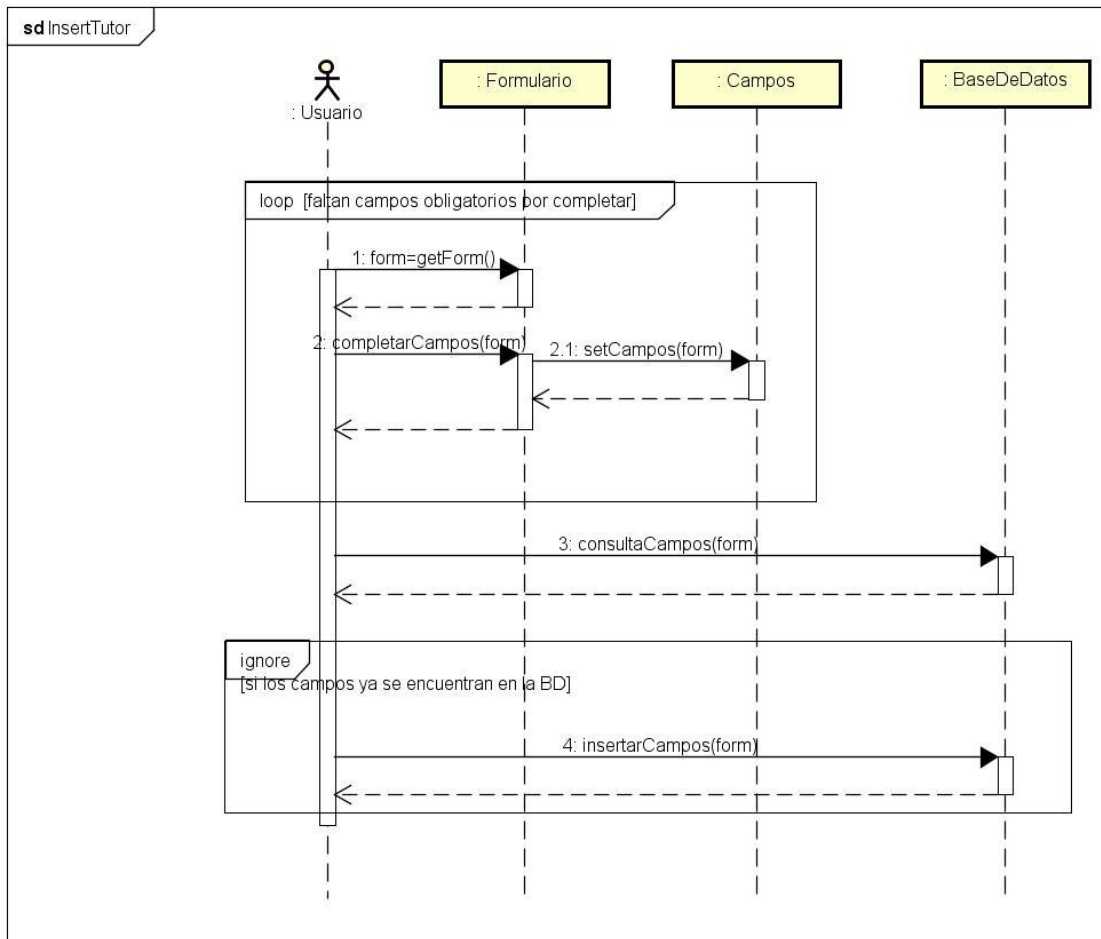 sd InsertTutor
: Usuario
: Formulario
: Campos
: BaseDeDatos
loop [faltan campos obligatorios por completar]
1: form=getForm()
2: completarCampos(form)
2.1: setCampos(form)
3: consultaCampos(form)
ignore
[si los campos ya se encuentran en la BD]
4: insertarCampos(form)